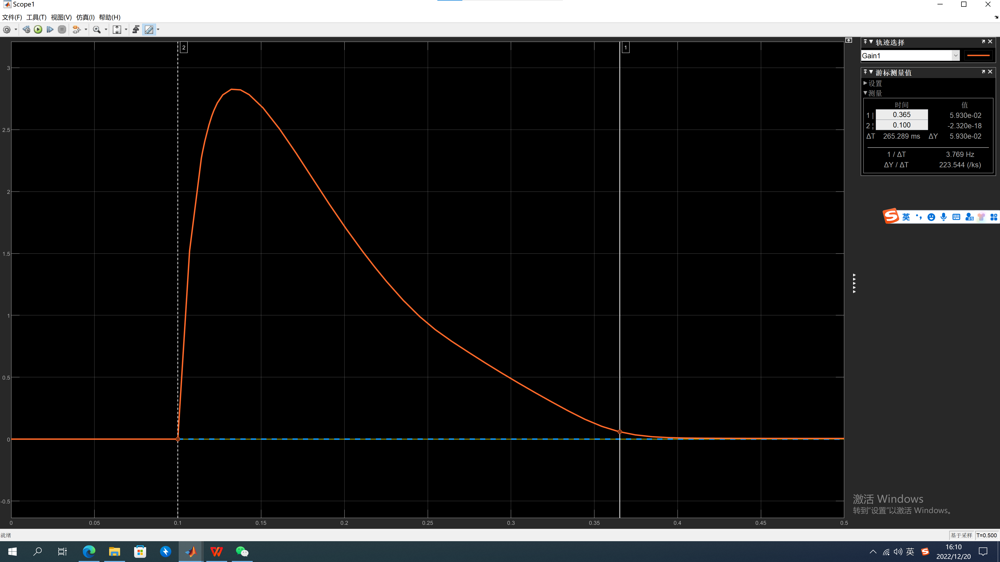 Scope1
文件(F) 工具(T) 视图(V) 仿真(I) 帮助(H)
2
1
3
2.5
2
1.5
1
0.5
0
-0.5
0 0.05 0.1 0.15 0.2 0.25 0.3 0.35 0.4 0.45 0.5
轨迹选择
Gain1
游标测量值
设置
测量
时间 值
1 | 0.365 5.930e-02
2 ¦ 0.100 -2.320e-18
ΔT 265.289 ms ΔY 5.930e-02
1 / ΔT 3.769 Hz
ΔY / ΔT 223.544 (/ks)
S 英
激活 Windows
转到"设置"以激活 Windows。
就绪
基于采样 T=0.500
英
16:10
2022/12/20